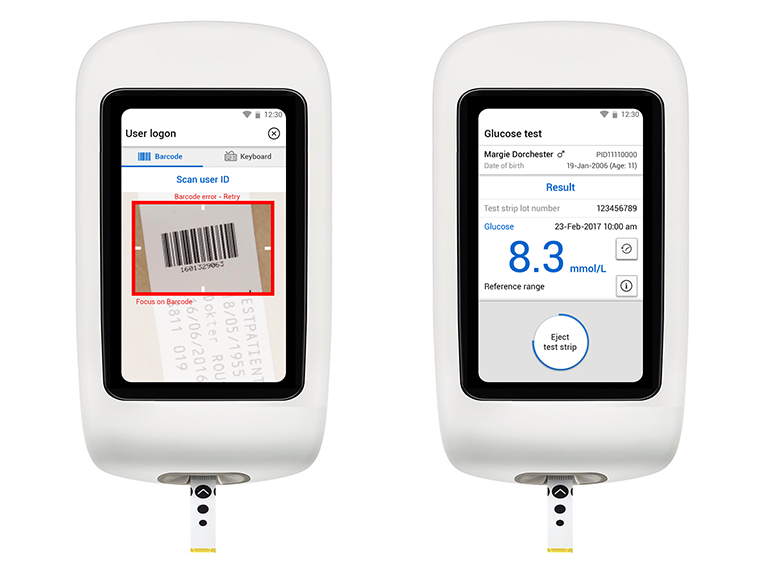 12:30
User logon
Barcode
Keyboard
Scan user ID
Barcode error - Retry
1601329063
Focus on Barcode
ESTPATIENT
8/05/1955
okter ROU
6/06/2016
811 019
12:30
Glucose test
Margie Dorchester
PID11110000
Date of birth
19-Jan-2006 (Age: 11)
Result
Test strip lot number
123456789
Glucose
23-Feb-2017 10:00 am
8.3 mmol/L
Reference range
Eject
test strip